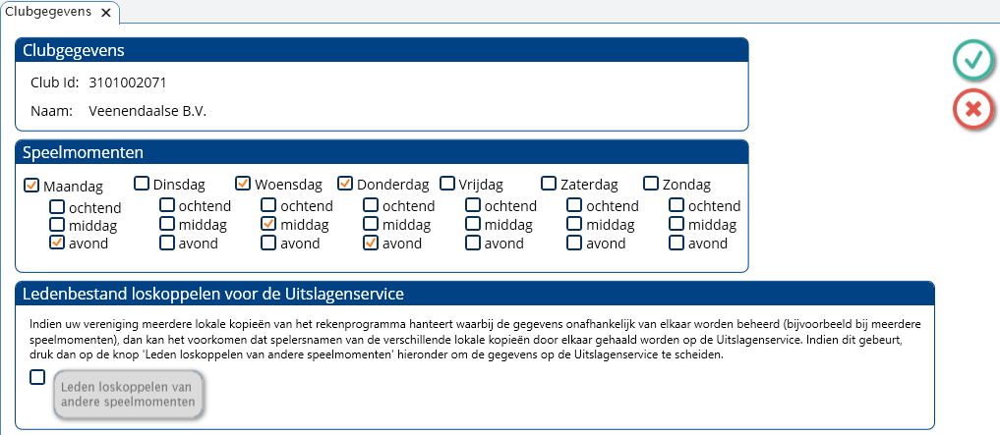 Clubgegevens
Clubgegevens
Club Id: 3101002071
Naam: Veenendaalse B.V.
Speelmomenten
Maandag Dinsdag Woensdag Donderdag Vrijdag Zaterdag Zondag
ochtend ochtend ochtend ochtend ochtend ochtend ochtend
middag middag middag middag middag middag middag
avond avond avond avond avond avond avond
Ledenbestand loskoppelen voor de Uitslagenservice
Indien uw vereniging meerdere lokale kopieën van het rekenprogramma hanteert waarbij de gegevens onafhankelijk van elkaar worden beheerd (bijvoorbeeld bij meerdere
speelmomenten), dan kan het voorkomen dat spelersnamen van de verschillende lokale kopieën door elkaar gehaald worden op de Uitslagenservice. Indien dit gebeurt,
druk dan op de knop 'Leden loskoppelen van andere speelmomenten' hieronder om de gegevens op de Uitslagenservice te scheiden.
Leden loskoppelen van
andere speelmomenten